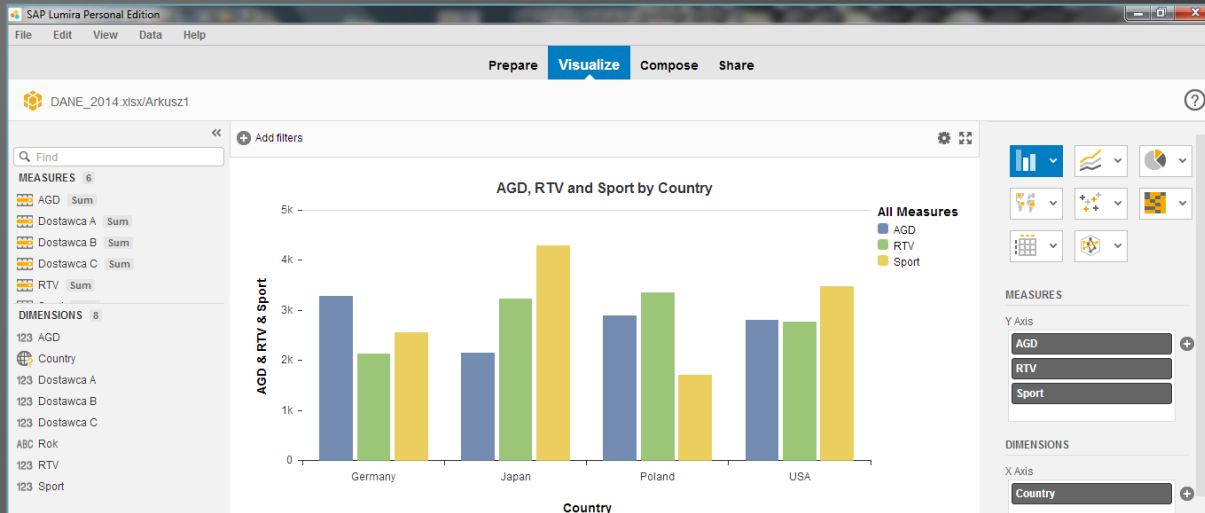 SAP Lumira Personal Edition
File Edit View Data Help
Prepare Visualize Compose Share
DANE_2014.xlsx/Arkusz1
?
«
Find
MEASURES 6
AGD Sum
Dostawca A Sum
Dostawca B Sum
Dostawca C Sum
RTV Sum
DIMENSIONS 8
123 AGD
Country
123 Dostawca A
123 Dostawca B
123 Dostawca C
ABC Rok
123 RTV
123 Sport
Add filters
AGD, RTV and Sport by Country
AGD & RTV & Sport
5k
4k
3k
2k
1k
0
Germany Japan Poland USA
Country
All Measures
AGD
RTV
Sport
MEASURES
Y Axis
AGD
RTV
Sport
DIMENSIONS
X Axis
Country